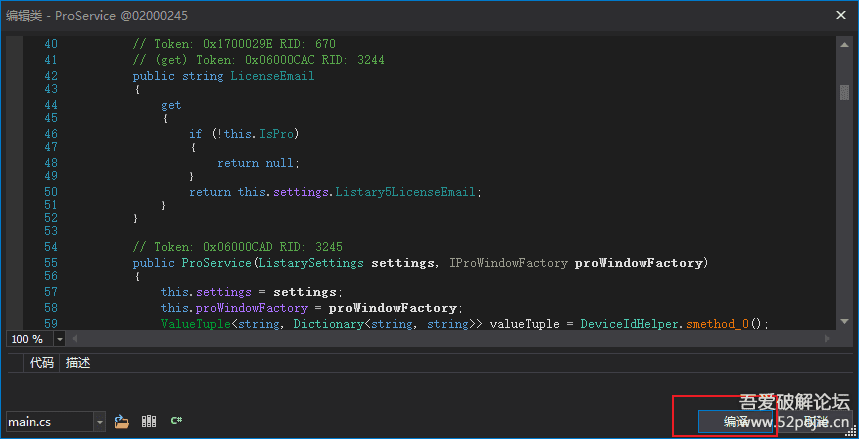 编辑类 - ProService @02000245
40 // Token: 0x1700029E RID: 670
41 // (get) Token: 0x06000CAC RID: 3244
42 public string LicenseEmail
43 {
44 get
45 {
46 if (!this.IsPro)
47 {
48 return null;
49 }
50 return this.settings.Listary5LicenseEmail;
51 }
52 }
53
54 // Token: 0x06000CAD RID: 3245
55 public ProService(ListarySettings settings, IProWindowFactory proWindowFactory)
56 {
57 this.settings = settings;
58 this.proWindowFactory = proWindowFactory;
59 ValueTuple<string, Dictionary<string, string>> valueTuple = DeviceIdHelper.smethod_0();
100 %
代码 描述
main.cs C# 编译 取消
吾爱破解论坛
www.52pojie.cn